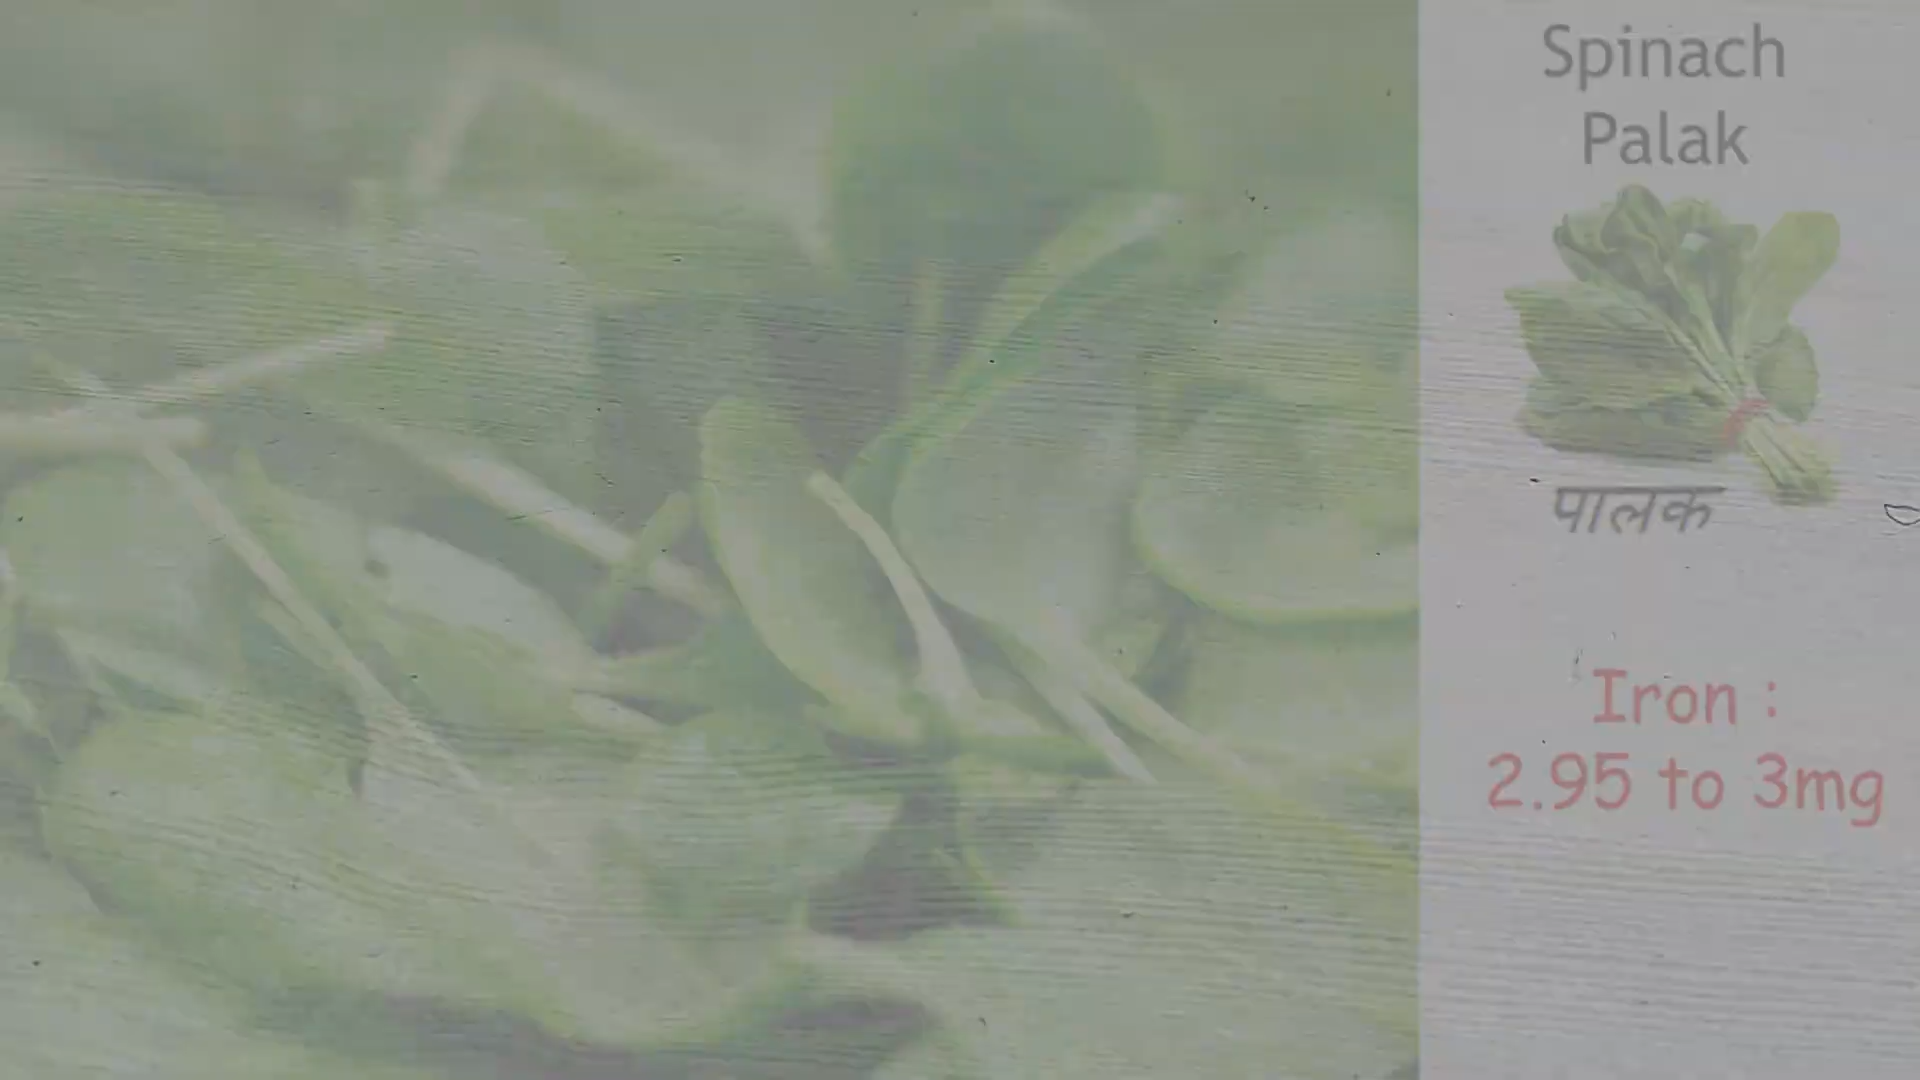 Spinach
Palak
पालक
Iron :
2.95 to 3mg